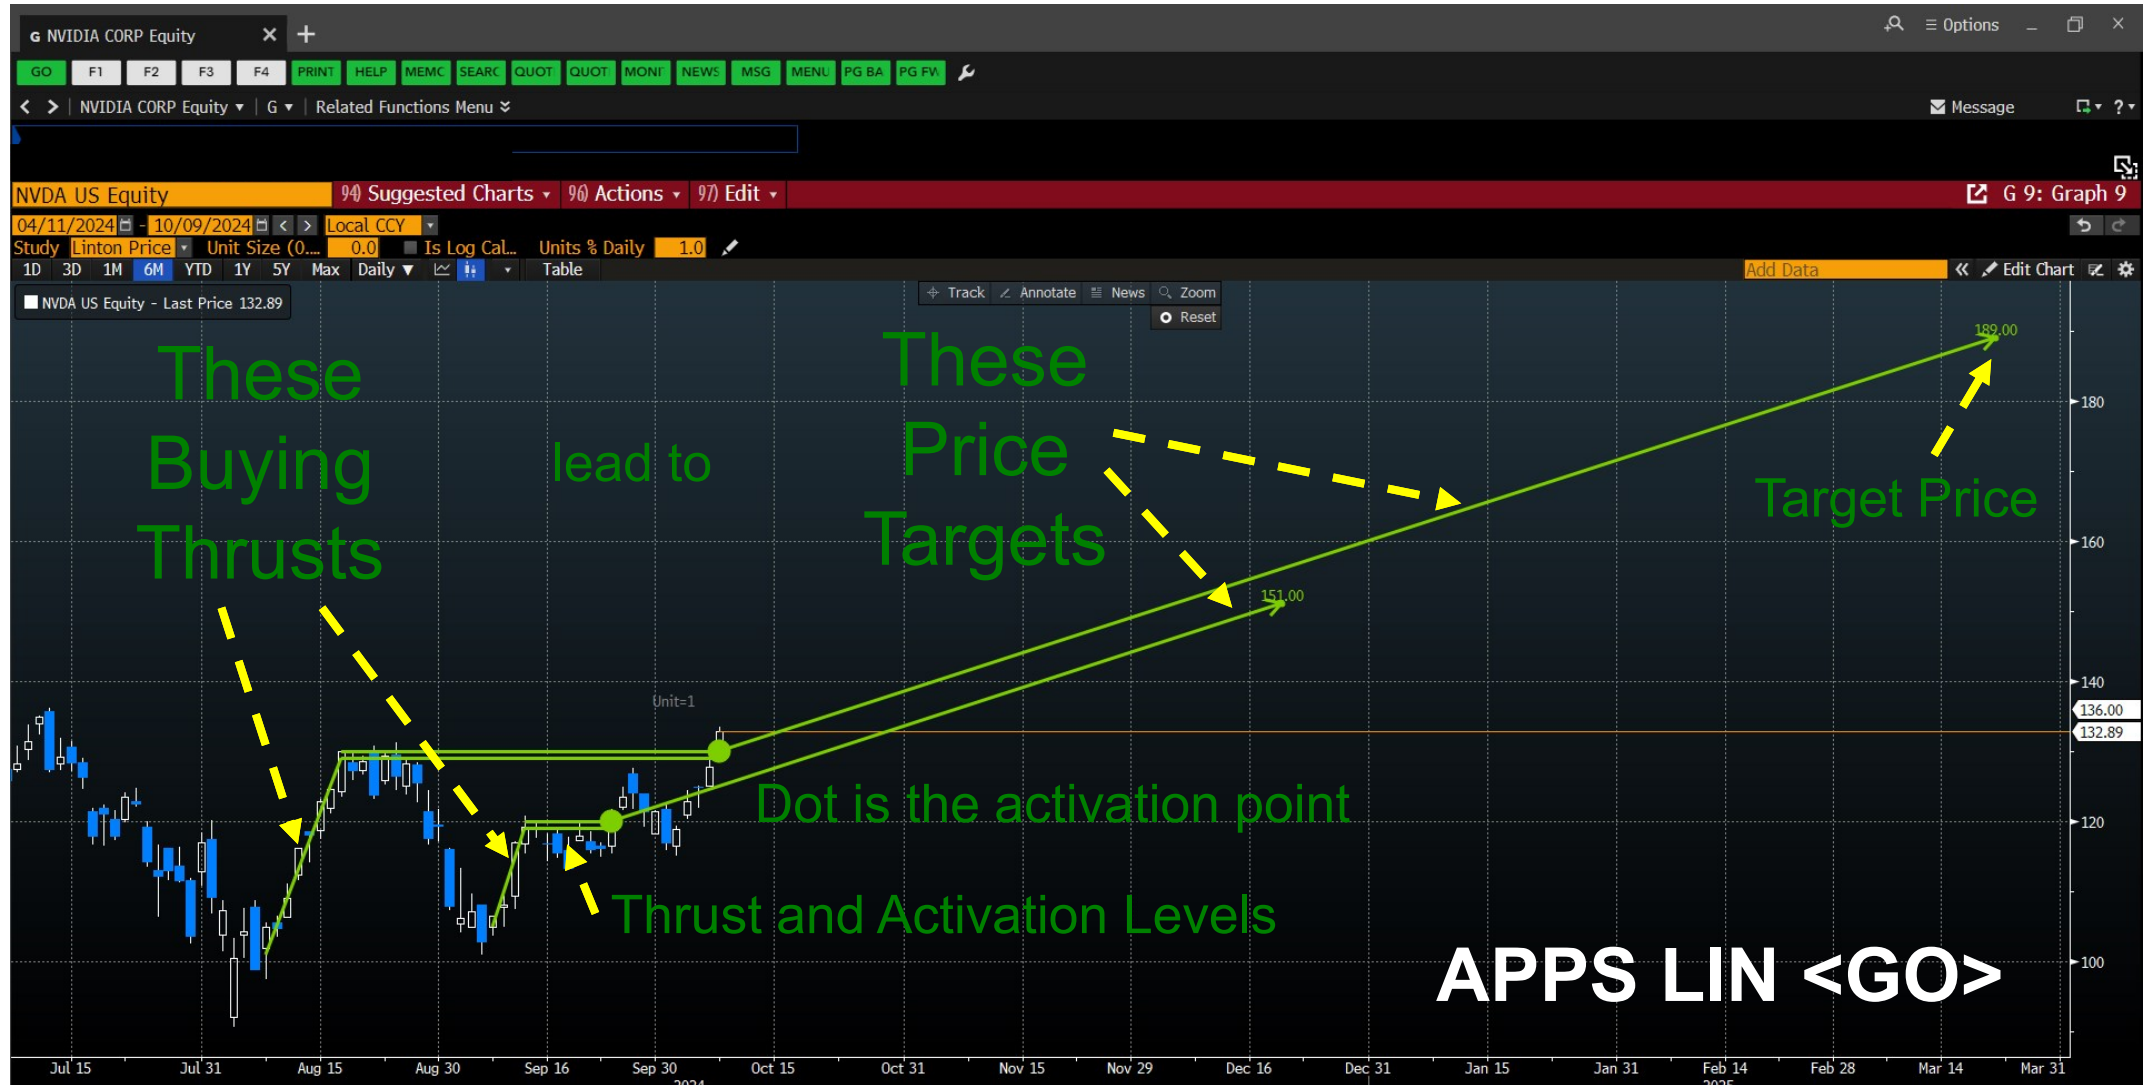 G NVIDIA CORP Equity × +
Options
GO F1 F2 F3 F4 PRINT HELP MEMC SEARC QUOT QUOT MONI NEWS MSG MENU PG BA PG FW
< > NVIDIA CORP Equity G Related Functions Menu
Message ?
NVDA US Equity 94) Suggested Charts 96) Actions 97) Edit G 9: Graph 9
04/11/2024 - 10/09/2024 < > Local CCY
Study Linton Price Unit Size (0.... 0.0 Is Log Cal... Units % Daily 1.0
1D 3D 1M 6M YTD 1Y 5Y Max Daily Table Add Data « Edit Chart
NVDA US Equity - Last Price 132.89
Track Annotate News Zoom
Reset
These
Buying
Thrusts
lead to
These
Price
Targets
189.00
Target Price
151.00
Unit=1
Dot is the activation point
Thrust and Activation Levels
APPS LIN <GO>
180
160
140
136.00
132.89
120
100
Jul 15 Jul 31 Aug 15 Aug 30 Sep 16 Sep 30 Oct 15 Oct 31 Nov 15 Nov 29 Dec 16 Dec 31 Jan 15 Jan 31 Feb 14 Feb 28 Mar 14 Mar 31
2024 2025